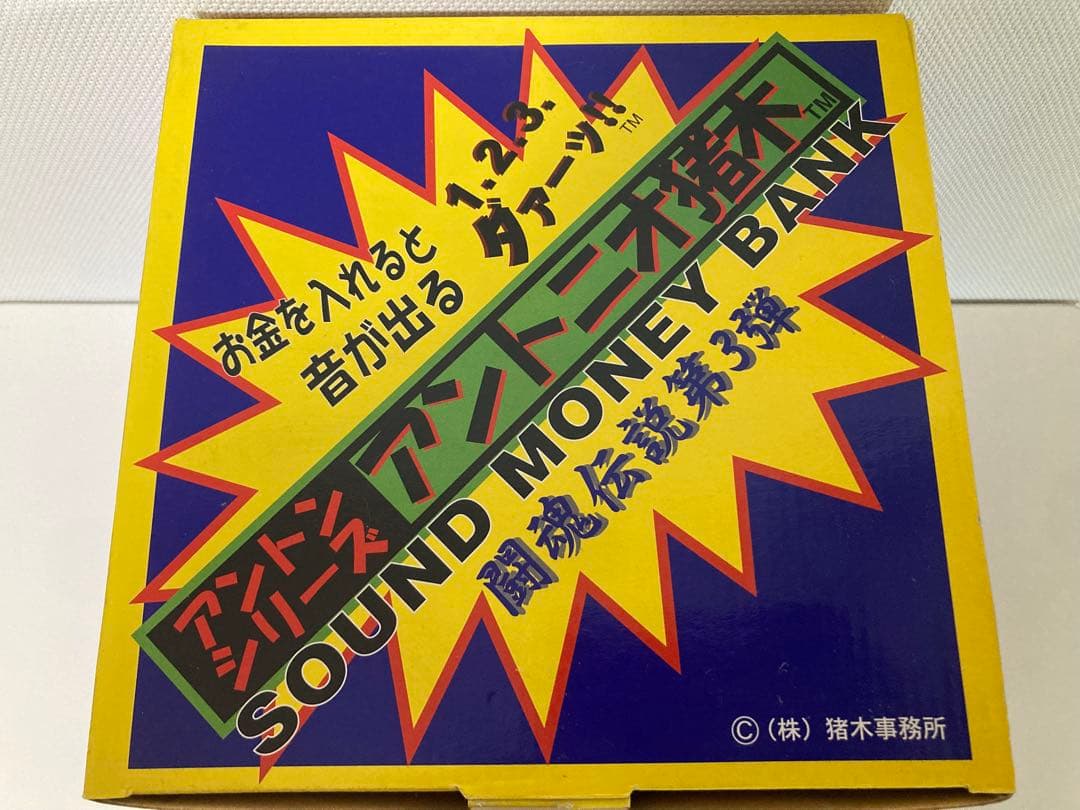 お金を入れると
音が出る
1.2.3.
ダァーッ!!™
アントン
シリーズ
アントニオ猪木™
SOUND MONEY BANK
闘魂伝説第3弾
©(株)猪木事務所